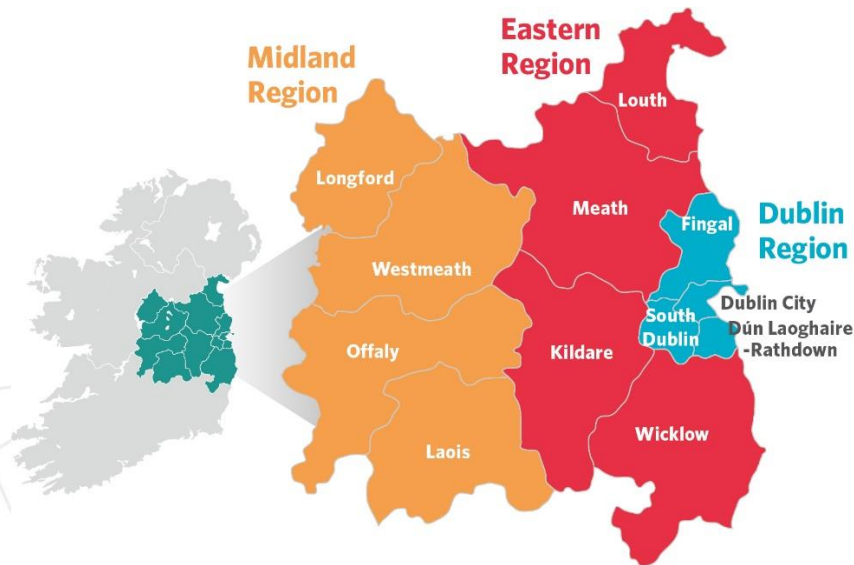 Midland
Region
Eastern
Region
Dublin
Region
Longford
Westmeath
Offaly
Laois
Louth
Meath
Kildare
Wicklow
Fingal
South
Dublin
Dublin City
Dún Laoghaire
-Rathdown